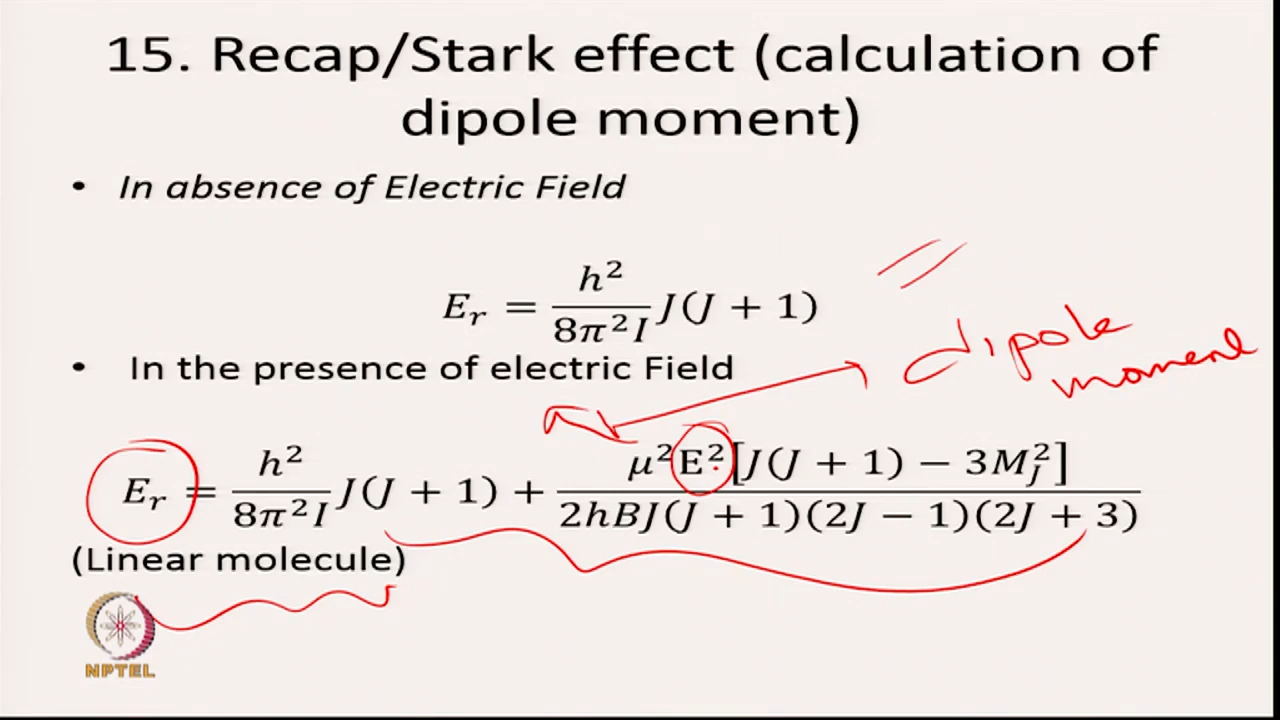 15. Recap/Stark effect (calculation of
dipole moment)
• In absence of Electric Field
E_r = h²/8π²I J(J + 1)
dipole
moment
• In the presence of electric Field
E_r = h²/8π²I J(J + 1) + μ²E²[J(J + 1) − 3M_J²]/2hBJ(J + 1)(2J − 1)(2J + 3)
(Linear molecule)
NPTEL